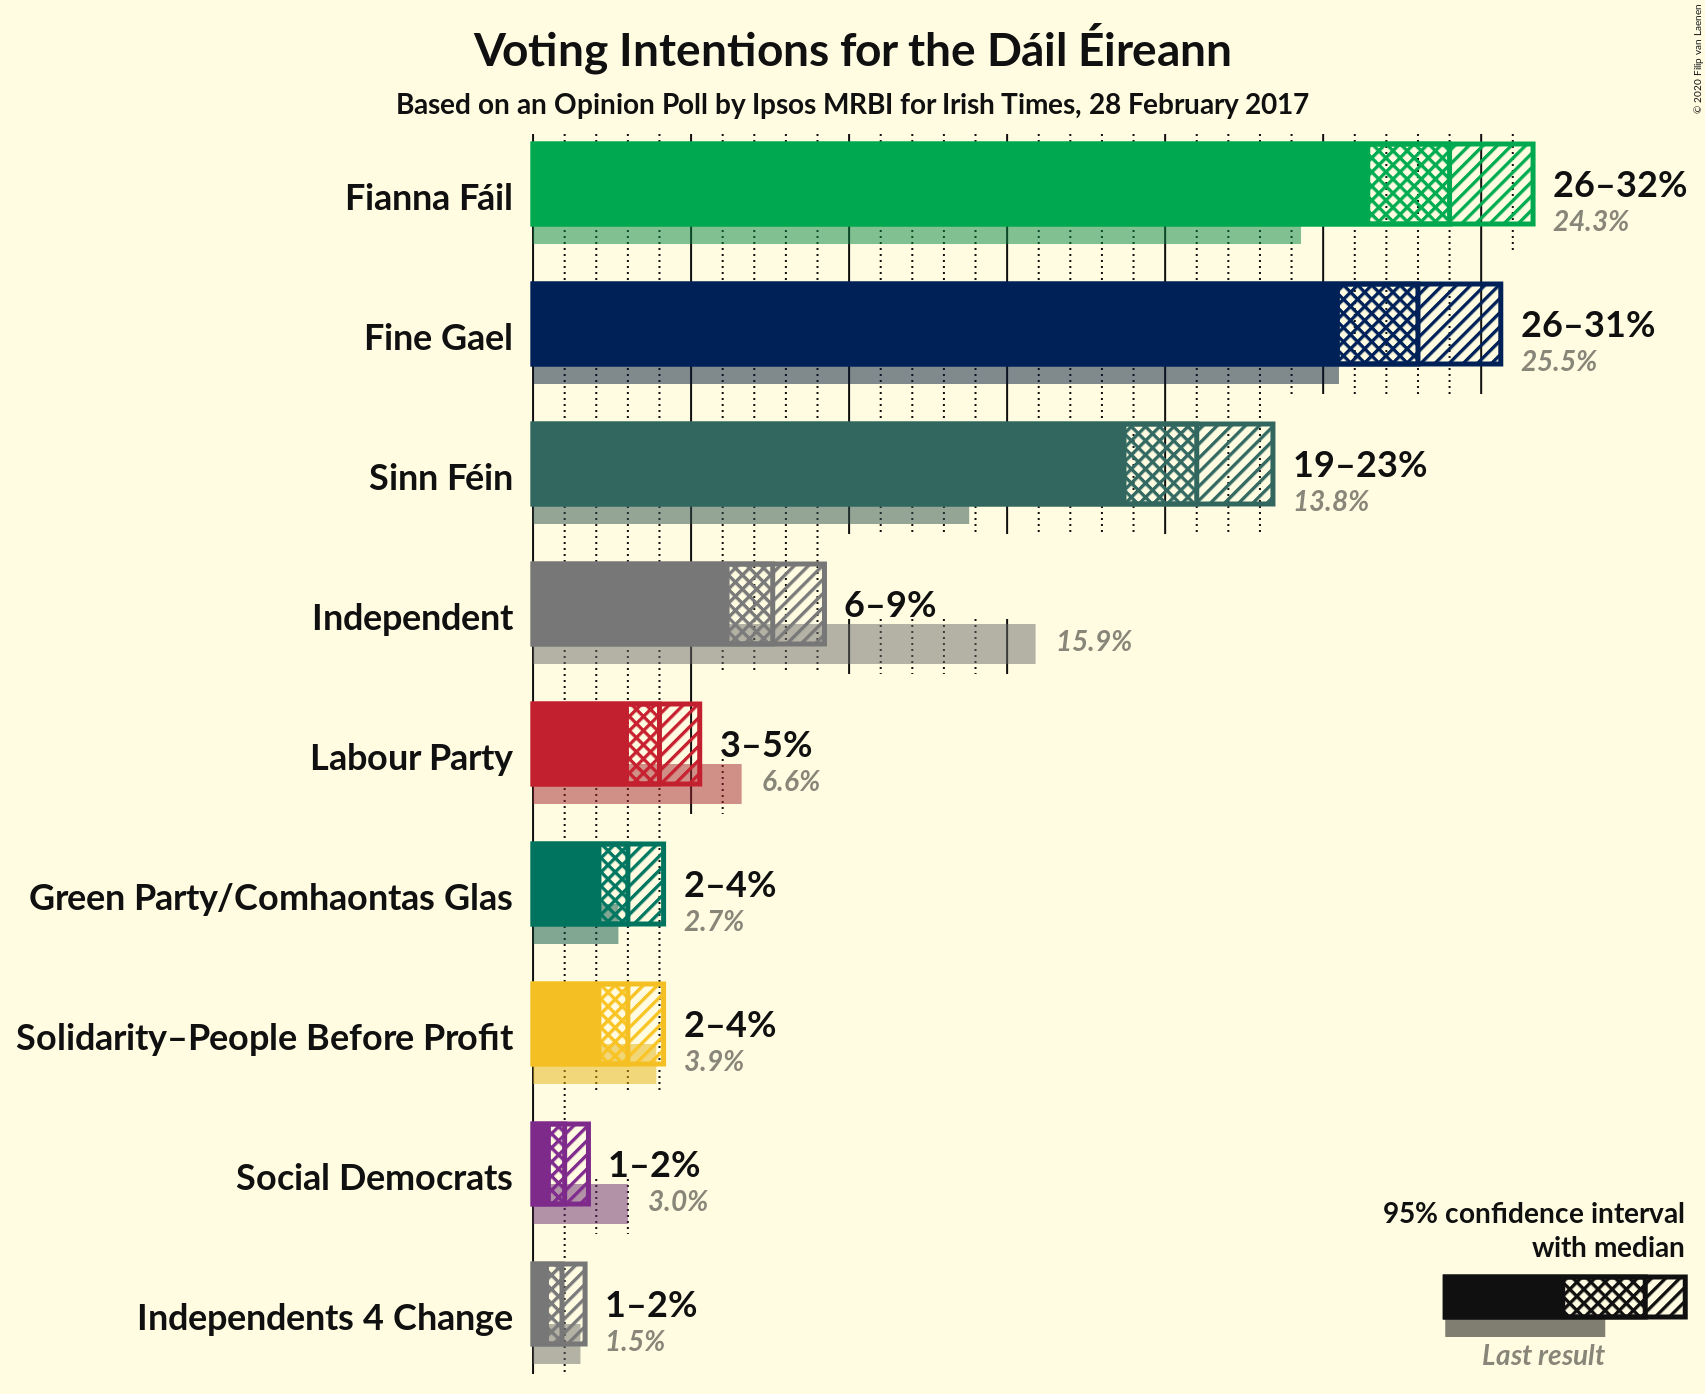 Voting Intentions for the Dáil Éireann
Based on an Opinion Poll by Ipsos MRBI for Irish Times, 28 February 2017
© 2020 Filip van Laenen
Fianna Fáil
26–32%
24.3%
Fine Gael
26–31%
25.5%
Sinn Féin
19–23%
13.8%
Independent
6–9%
15.9%
Labour Party
3–5%
6.6%
Green Party/Comhaontas Glas
2–4%
2.7%
Solidarity–People Before Profit
2–4%
3.9%
Social Democrats
1–2%
3.0%
Independents 4 Change
1–2%
1.5%
95% confidence interval
with median
Last result